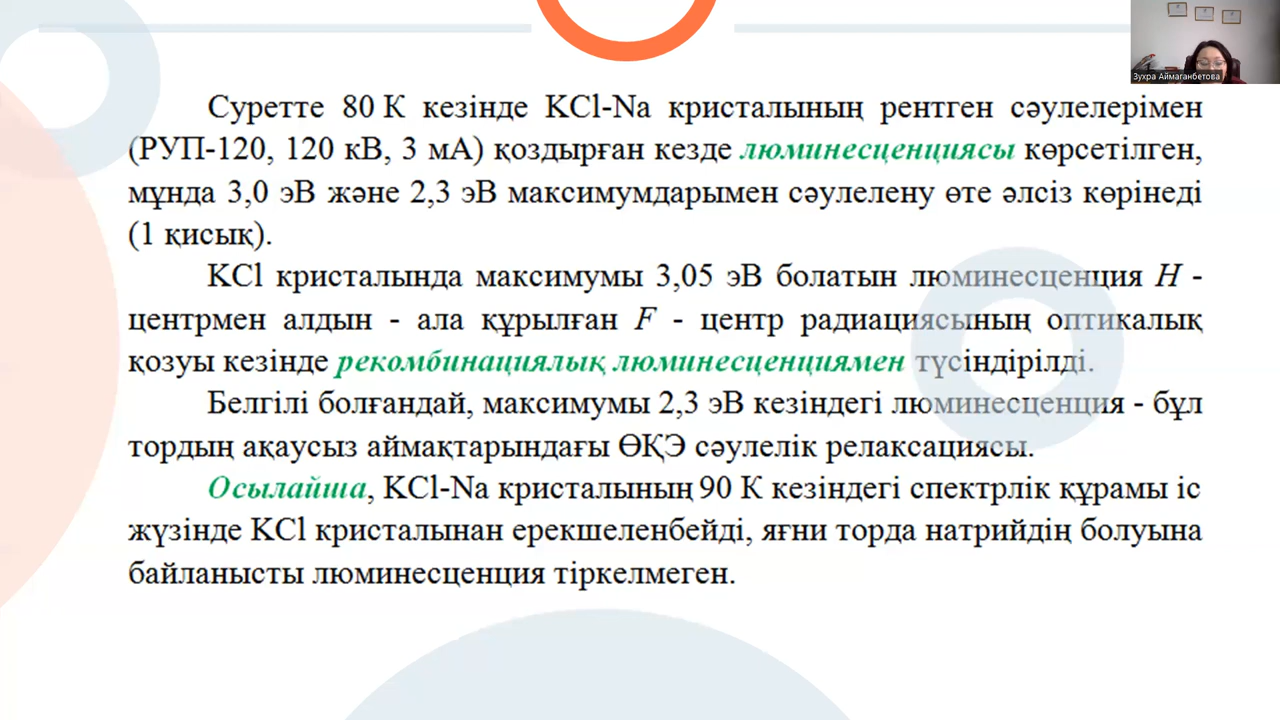 Зухра Аймаганбетова
Суретте 80 К кезінде KCl-Na кристалының рентген сәулелерімен
(РУП-120, 120 кВ, 3 мА) қоздырған кезде люминесценциясы көрсетілген,
мұнда 3,0 эВ және 2,3 эВ максимумдарымен сәулелену өте әлсіз көрінеді
(1 қисық).
KCl кристалында максимумы 3,05 эВ болатын люминесценция H -
центрмен алдын - ала құрылған F - центр радиациясының оптикалық
қозуы кезінде рекомбинациялық люминесценциямен түсіндірілді.
Белгілі болғандай, максимумы 2,3 эВ кезіндегі люминесценция - бұл
тордың ақаусыз аймақтарындағы ӨҚЭ сәулелік релаксациясы.
Осылайша, KCl-Na кристалының 90 К кезіндегі спектрлік құрамы іс
жүзінде KCl кристалынан ерекшеленбейді, яғни торда натрийдің болуына
байланысты люминесценция тіркелмеген.